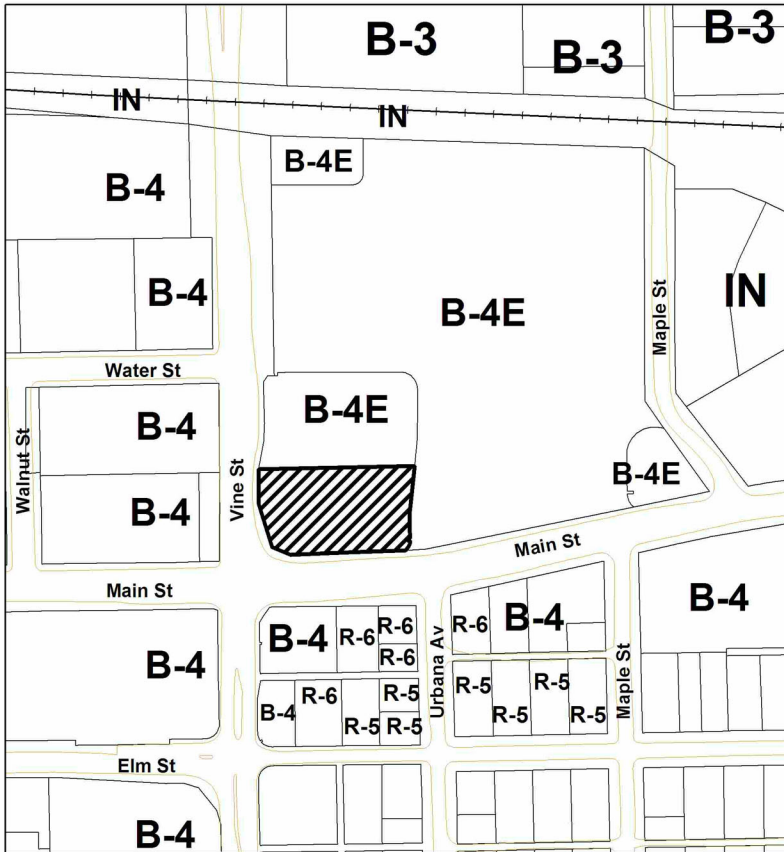 B-3
B-3
B-3
IN
IN
B-4E
B-4
B-4
IN
B-4E
Maple St
Water St
B-4E
B-4
Walnut St
Vine St
B-4E
B-4
Main St
Main St
B-4
B-4
R-6
R-6
R-6
Urbana Av
R-6
B-4
B-4
R-6
R-5
R-5
R-5
Maple St
B-4
R-5
R-5
R-5
R-5
Elm St
B-4